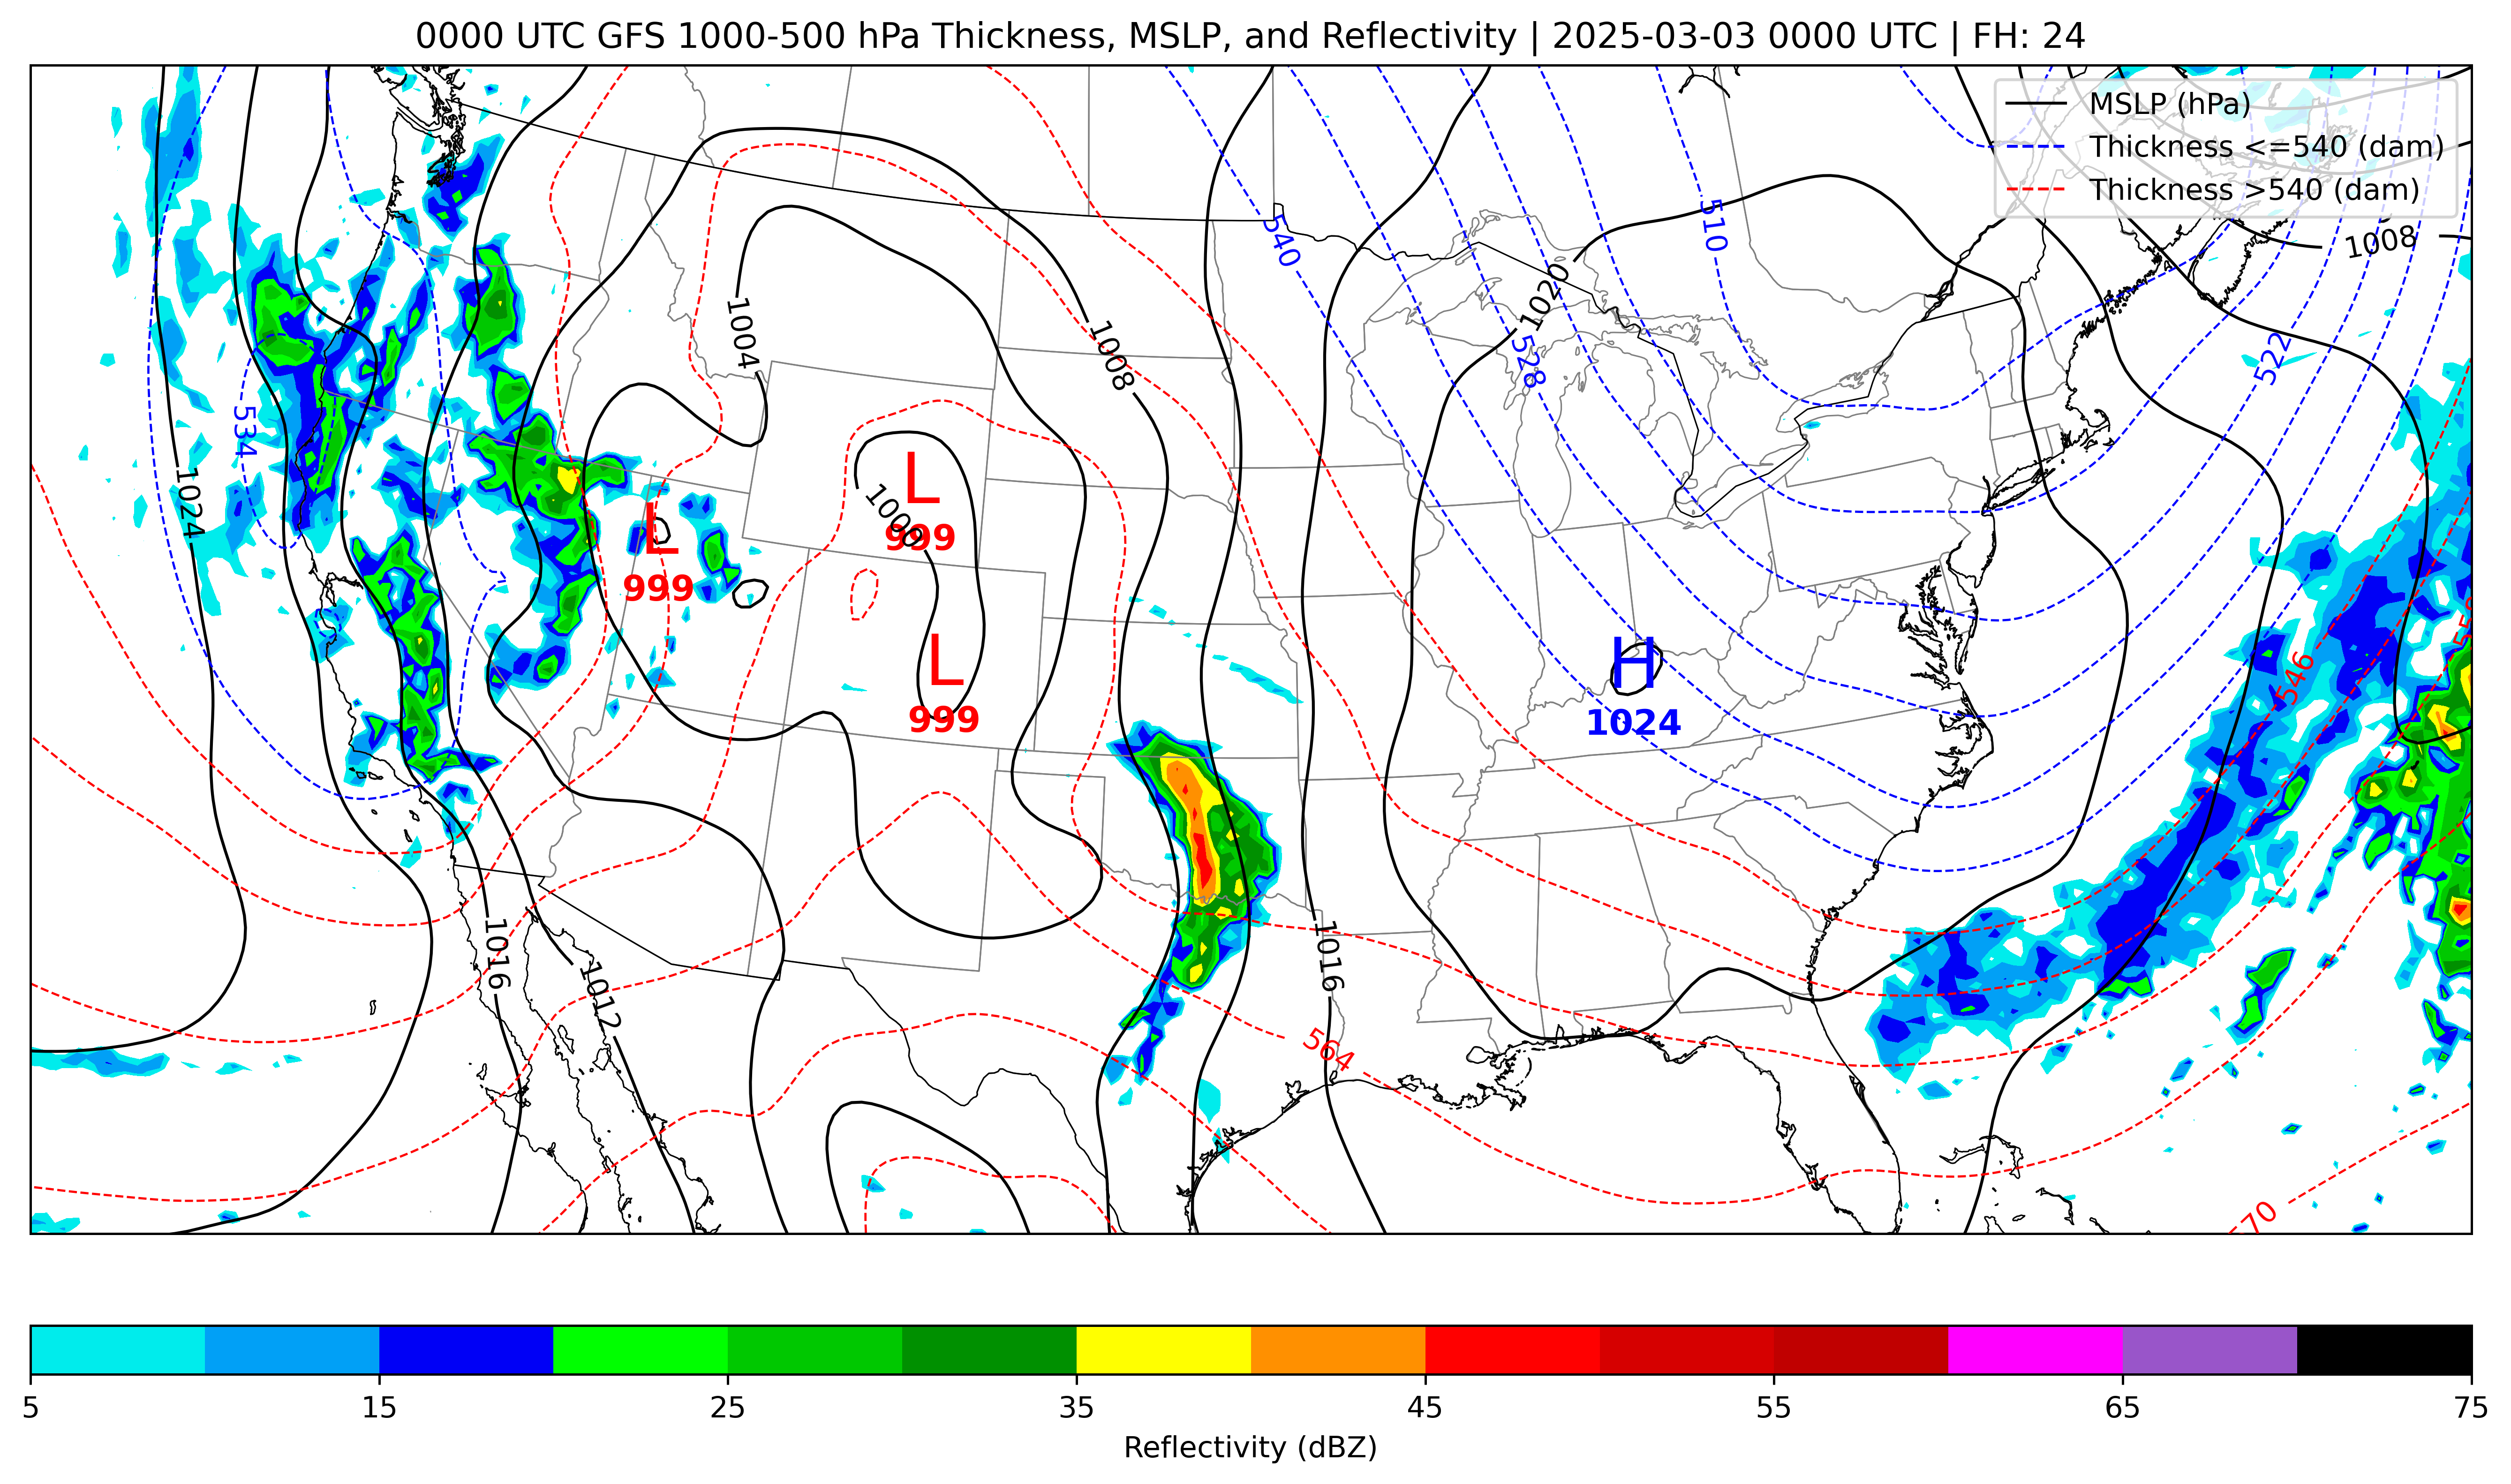 0000 UTC GFS 1000-500 hPa Thickness, MSLP, and Reflectivity | 2025-03-03 0000 UTC | FH: 24
MSLP (hPa)
Thickness <=540 (dam)
Thickness >540 (dam)
1008
540
510
1020
1004
1008
528
522
534
1024
1000
L
999
L
999
L
999
H
1024
546
1016
1012
1016
564
70
5 15 25 35 45 55 65 75
Reflectivity (dBZ)